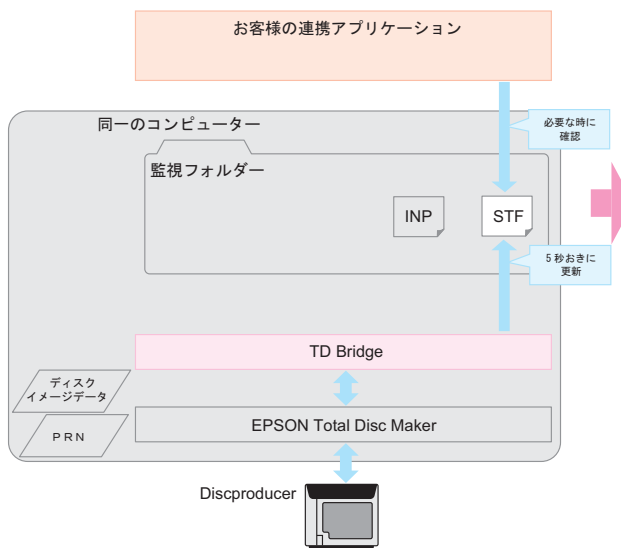 お客様の連携アプリケーション
同一のコンピューター
必要な時に
確認
監視フォルダー
INP
STF
5 秒おきに
更新
TD Bridge
ディスク
イメージデータ
EPSON Total Disc Maker
ＰＲＮ
Discproducer